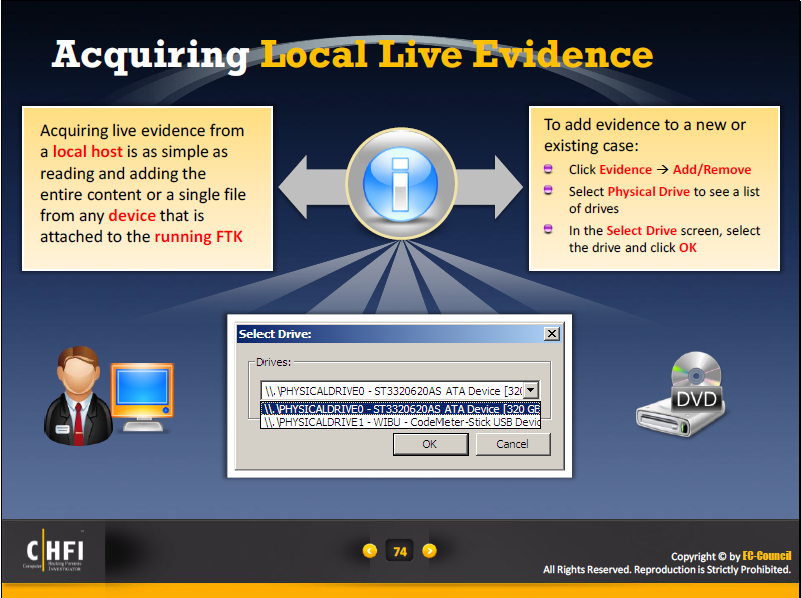 Acquiring Local Live Evidence
Acquiring live evidence from
a local host is as simple as
reading and adding the
entire content or a single file
from any device that is
attached to the running FTK
To add evidence to a new or
existing case:
Click Evidence → Add/Remove
Select Physical Drive to see a list
of drives
In the Select Drive screen, select
the drive and click OK
Select Drive:
Drives:
\\.\PHYSICALDRIVE0 - ST3320620AS ATA Device [320
\\.\PHYSICALDRIVE0 - ST3320620AS ATA Device [320 GB
\\.\PHYSICALDRIVE1 - WIBU - CodeMeter-Stick USB Devic
OK
Cancel
DVD
CHFI
Computer
Hacking Forensic
INVESTIGATOR
74
Copyright © by EC-Council
All Rights Reserved. Reproduction is Strictly Prohibited.